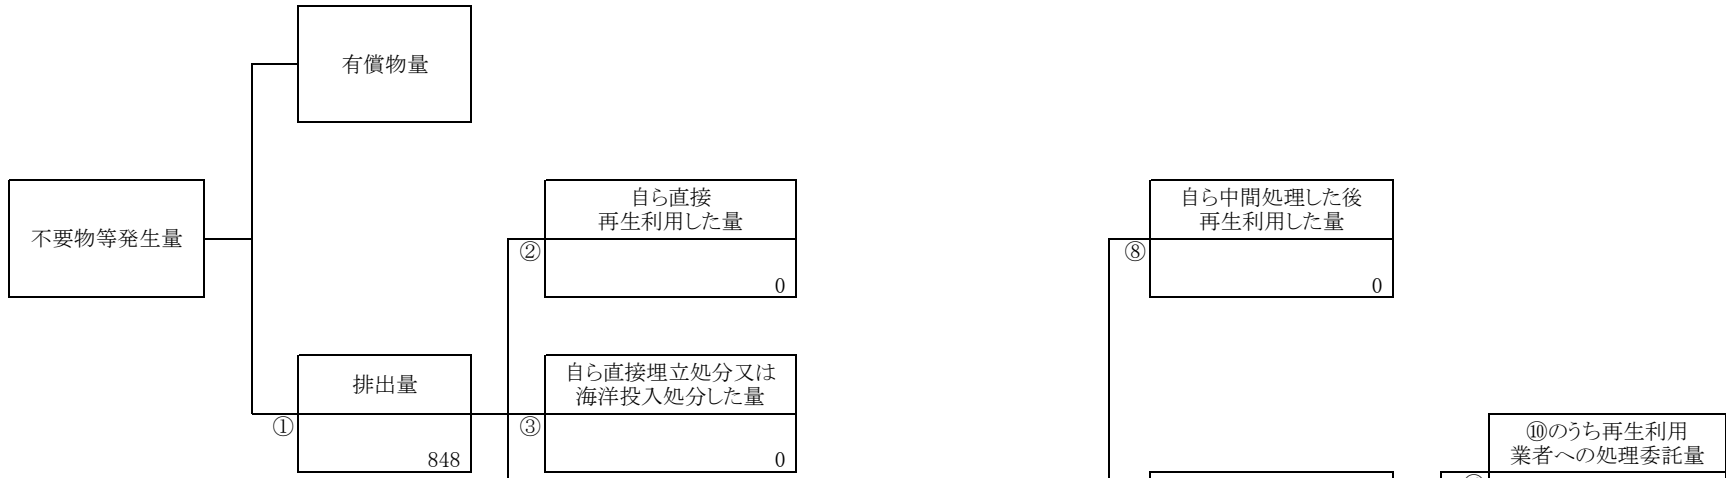 有償物量
不要物等発生量
自ら直接
再生利用した量
②
0
自ら中間処理した後
再生利用した量
⑧
0
排出量
①
848
自ら直接埋立処分又は
海洋投入処分した量
③
0
⑩のうち再生利用
業者への処理委託量